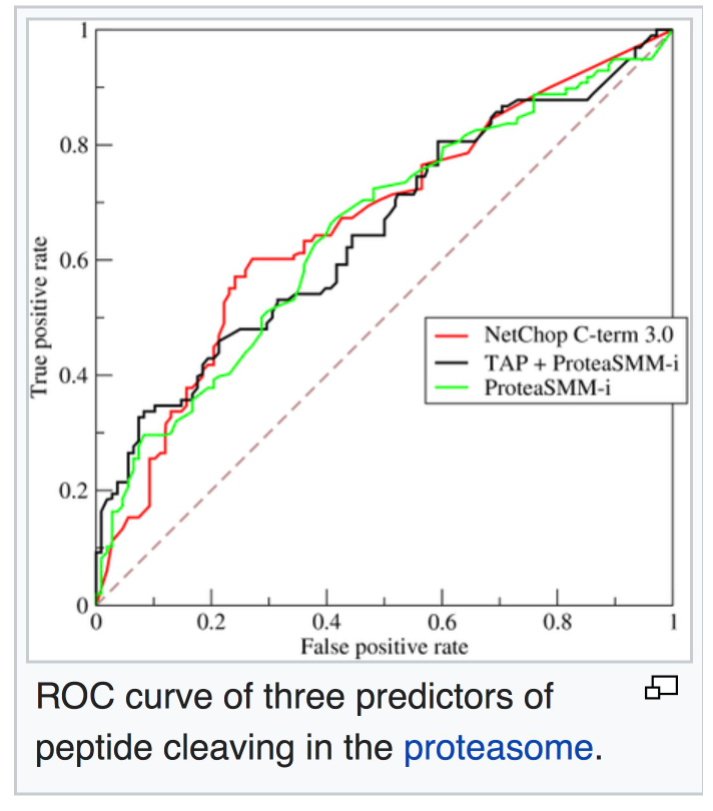 1
0.8
0.6
0.4
0.2
0
True positive rate
NetChop C-term 3.0
TAP + ProteaSMM-i
ProteaSMM-i
0 0.2 0.4 0.6 0.8 1
False positive rate
ROC curve of three predictors of
peptide cleaving in the proteasome.